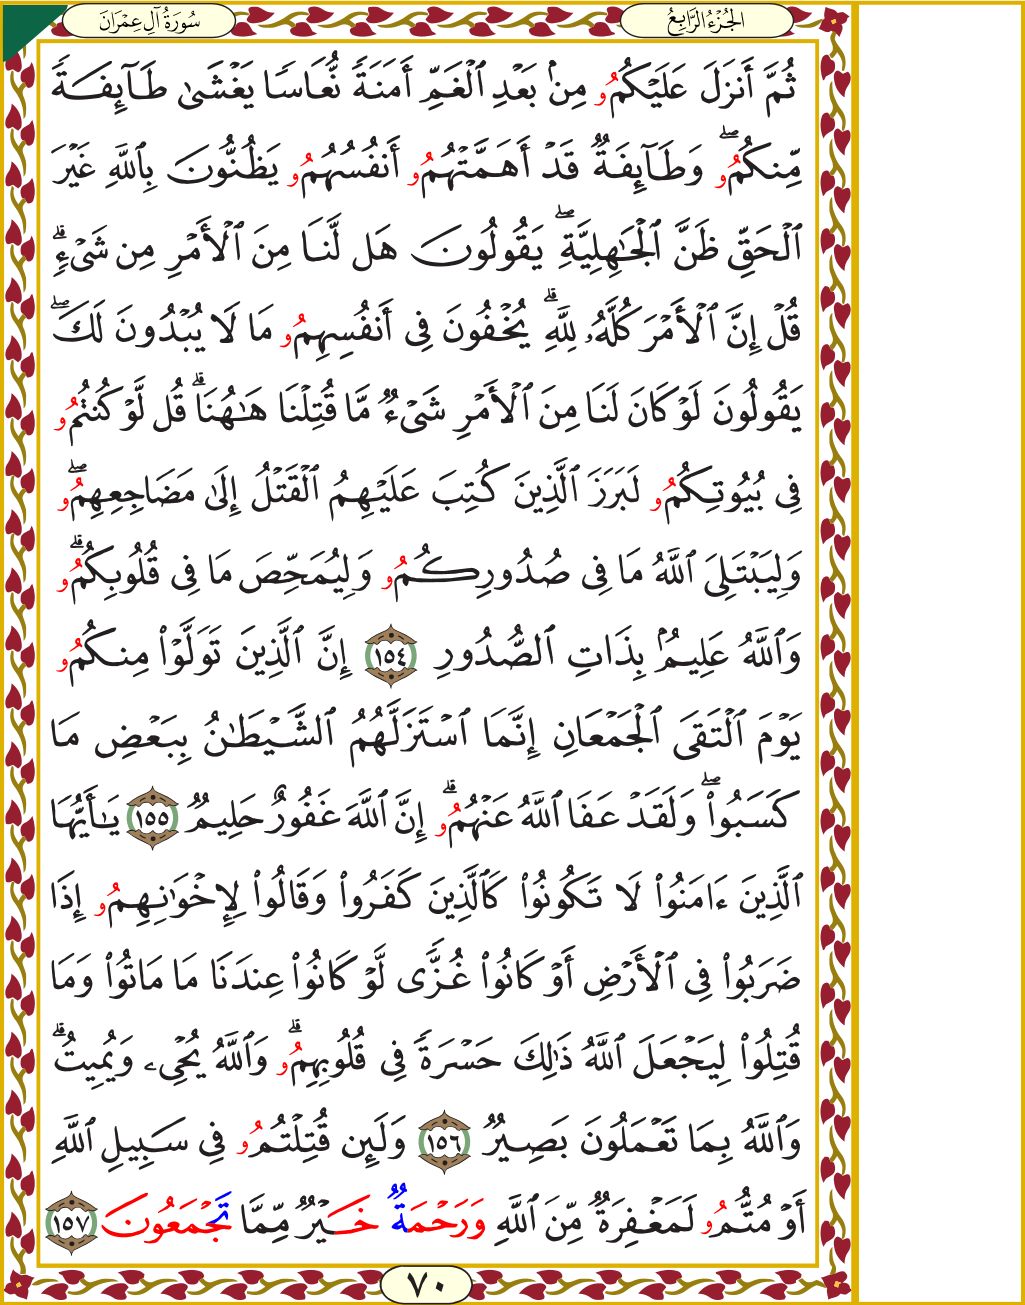 سُورَةُ آلِ عِمْرَانَ
الجُزْءُ الرَّابِعُ
ثُمَّ أَنزَلَ عَلَيْكُمُو مِنۢ بَعْدِ ٱلْغَمِّ أَمَنَةً نُّعَاسًا يَغْشَىٰ طَآئِفَةً
مِّنكُمُوۖ وَطَآئِفَةٌ قَدْ أَهَمَّتْهُمُو أَنفُسُهُمُو يَظُنُّونَ بِٱللَّهِ غَيْرَ
ٱلْحَقِّ ظَنَّ ٱلْجَٰهِلِيَّةِۖ يَقُولُونَ هَل لَّنَا مِنَ ٱلْأَمْرِ مِن شَىْءٍۗ
قُلْ إِنَّ ٱلْأَمْرَ كُلَّهُۥ لِلَّهِۗ يُخْفُونَ فِى أَنفُسِهِمُو مَا لَا يُبْدُونَ لَكَۖ
يَقُولُونَ لَوْ كَانَ لَنَا مِنَ ٱلْأَمْرِ شَىْءٌ مَّا قُتِلْنَا هَٰهُنَاۗ قُل لَّوْ كُنتُمُو
فِى بُيُوتِكُمُو لَبَرَزَ ٱلَّذِينَ كُتِبَ عَلَيْهِمُ ٱلْقَتْلُ إِلَىٰ مَضَاجِعِهِمُوۖ
وَلِيَبْتَلِىَ ٱللَّهُ مَا فِى صُدُورِكُمُو وَلِيُمَحِّصَ مَا فِى قُلُوبِكُمُوۗ
وَٱللَّهُ عَلِيمٌۢ بِذَاتِ ٱلصُّدُورِ ١٥٤ إِنَّ ٱلَّذِينَ تَوَلَّوْا۟ مِنكُمُو
يَوْمَ ٱلْتَقَى ٱلْجَمْعَانِ إِنَّمَا ٱسْتَزَلَّهُمُ ٱلشَّيْطَٰنُ بِبَعْضِ مَا
كَسَبُوا۟ۖ وَلَقَدْ عَفَا ٱللَّهُ عَنْهُمُوۗ إِنَّ ٱللَّهَ غَفُورٌ حَلِيمٌ ١٥٥ يَٰٓأَيُّهَا
ٱلَّذِينَ ءَامَنُوا۟ لَا تَكُونُوا۟ كَٱلَّذِينَ كَفَرُوا۟ وَقَالُوا۟ لِإِخْوَٰنِهِمُو إِذَا
ضَرَبُوا۟ فِى ٱلْأَرْضِ أَوْ كَانُوا۟ غُزًّى لَّوْ كَانُوا۟ عِندَنَا مَا مَاتُوا۟ وَمَا
قُتِلُوا۟ لِيَجْعَلَ ٱللَّهُ ذَٰلِكَ حَسْرَةً فِى قُلُوبِهِمُوۗ وَٱللَّهُ يُحْىِۦ وَيُمِيتُۗ
وَٱللَّهُ بِمَا تَعْمَلُونَ بَصِيرٌ ١٥٦ وَلَئِن قُتِلْتُمُو فِى سَبِيلِ ٱللَّهِ
أَوْ مُتُّمُو لَمَغْفِرَةٌ مِّنَ ٱللَّهِ وَرَحْمَةٌ خَيْرٌ مِّمَّا تَجْمَعُونَ ١٥٧
٧٠